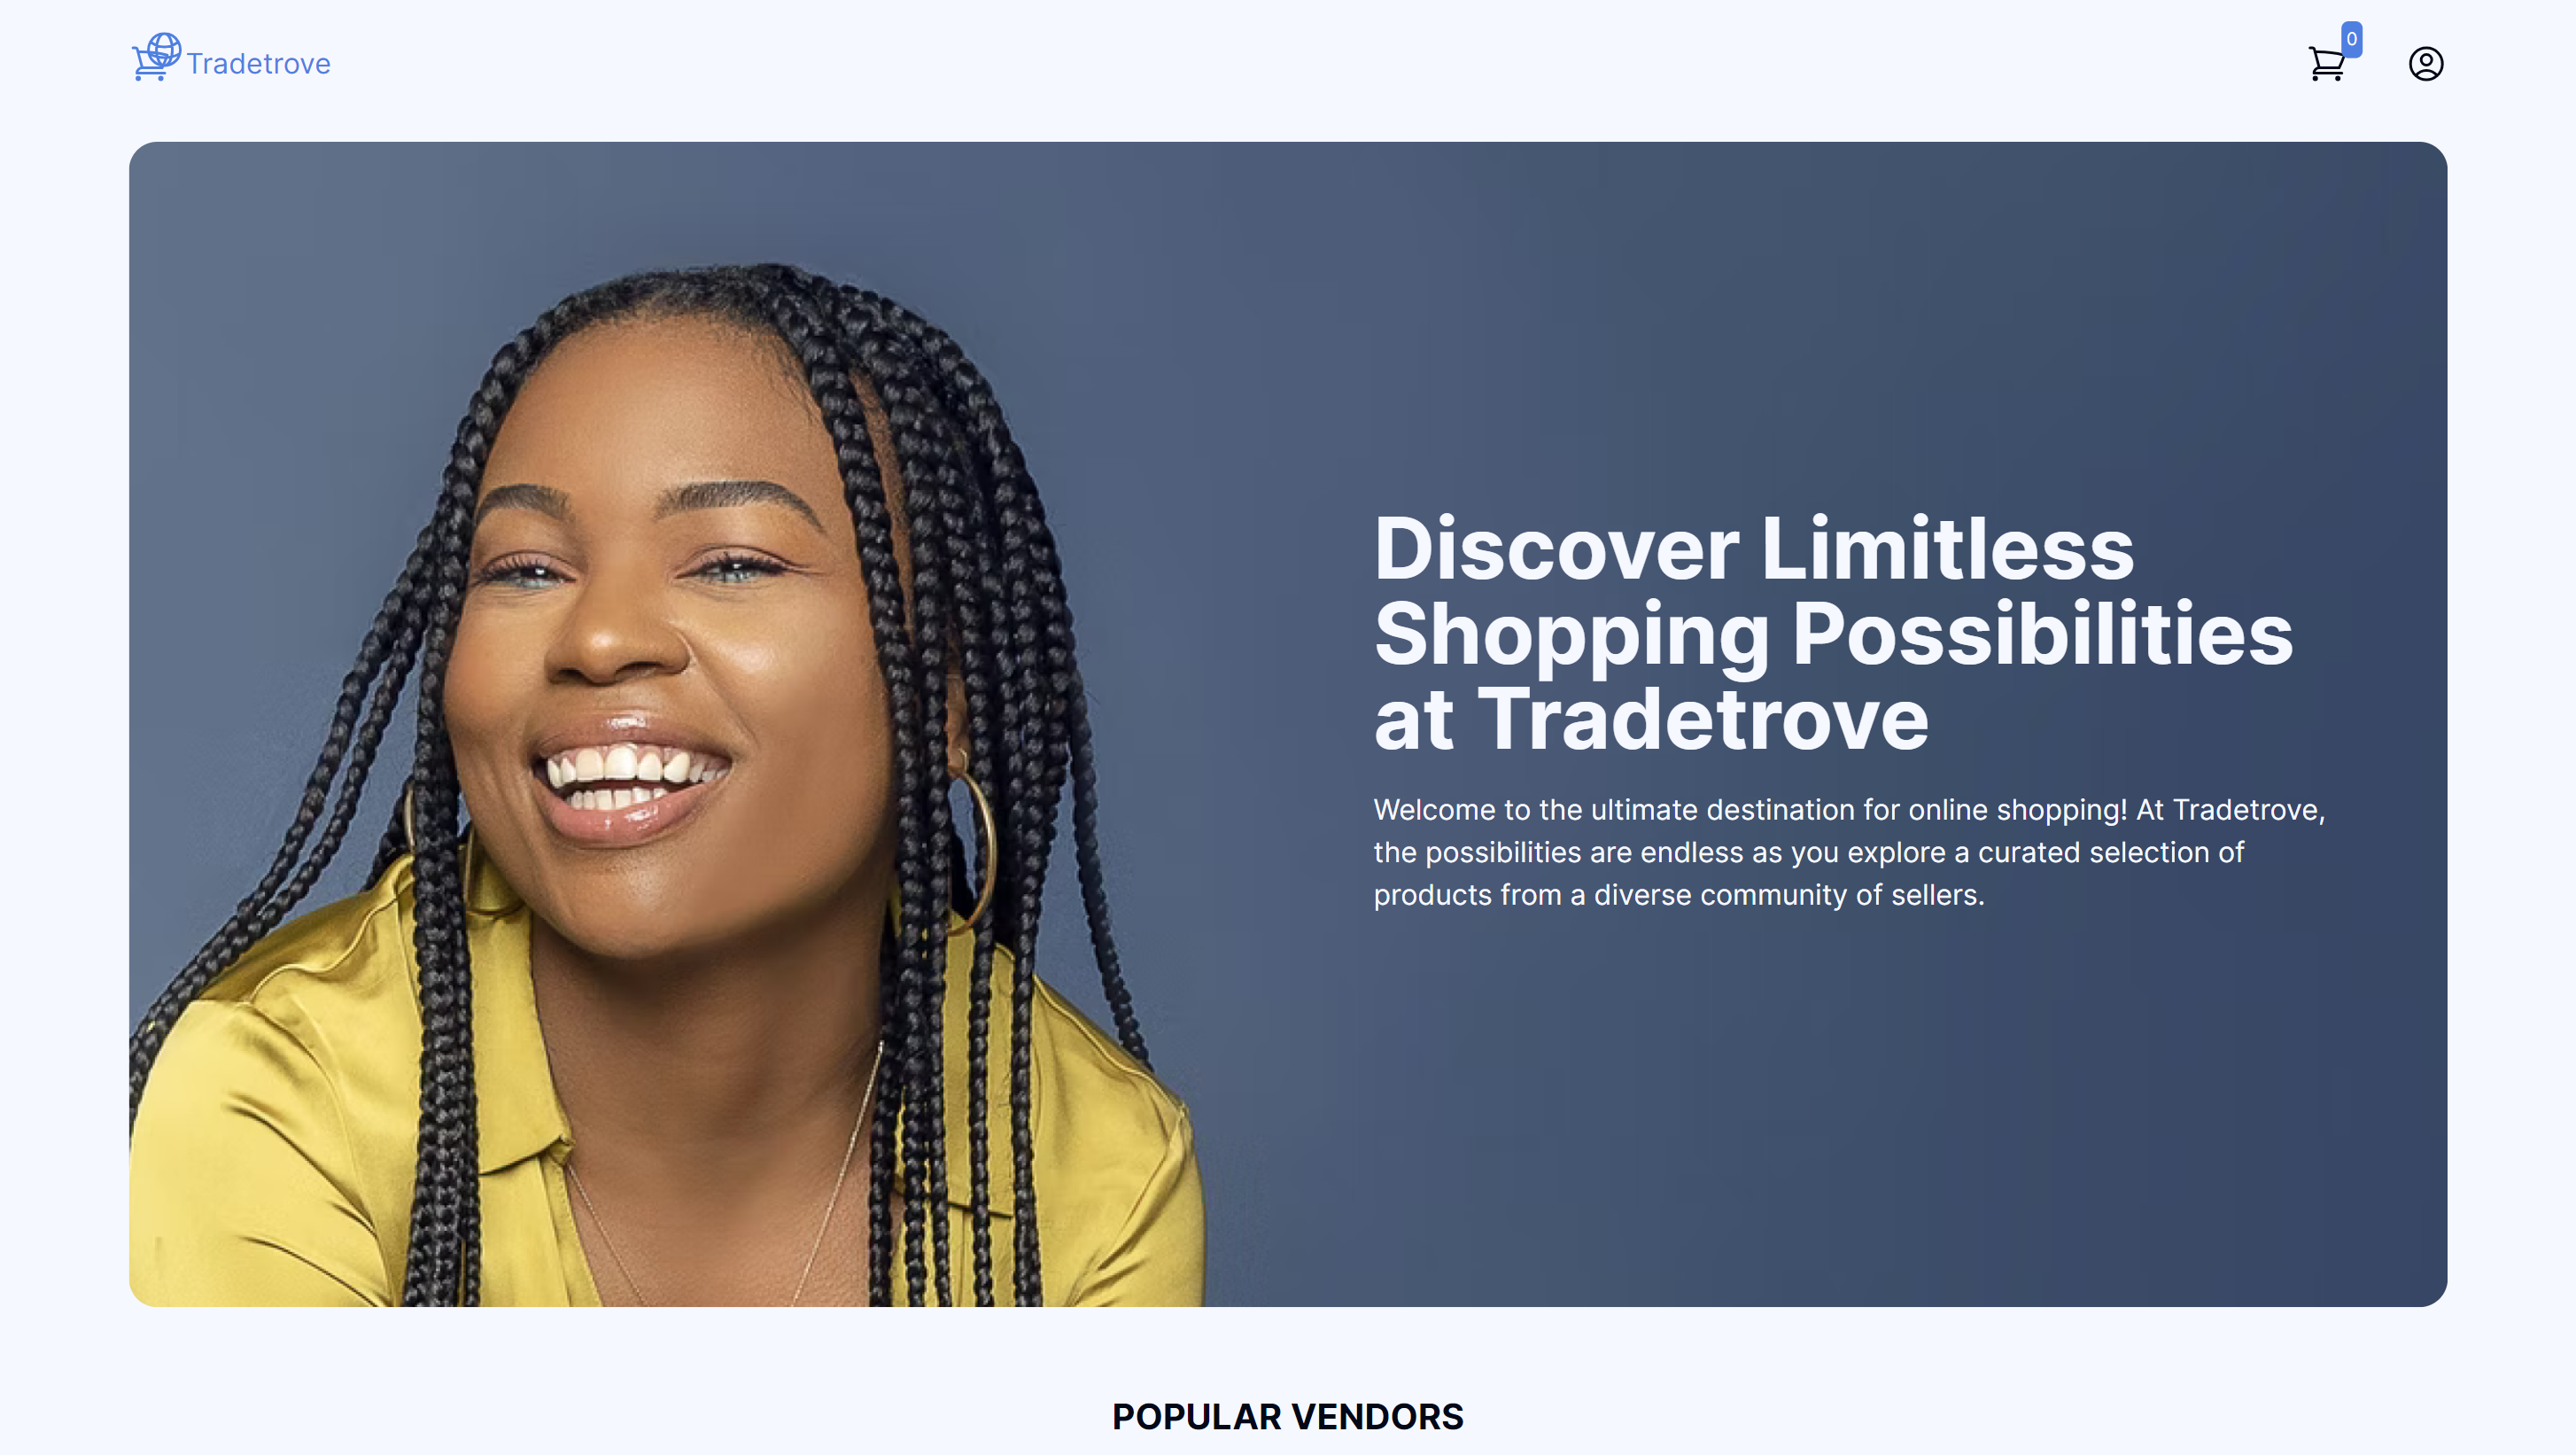 Tradetrove
0
Discover Limitless
Shopping Possibilities
at Tradetrove
Welcome to the ultimate destination for online shopping! At Tradetrove,
the possibilities are endless as you explore a curated selection of
products from a diverse community of sellers.
POPULAR VENDORS